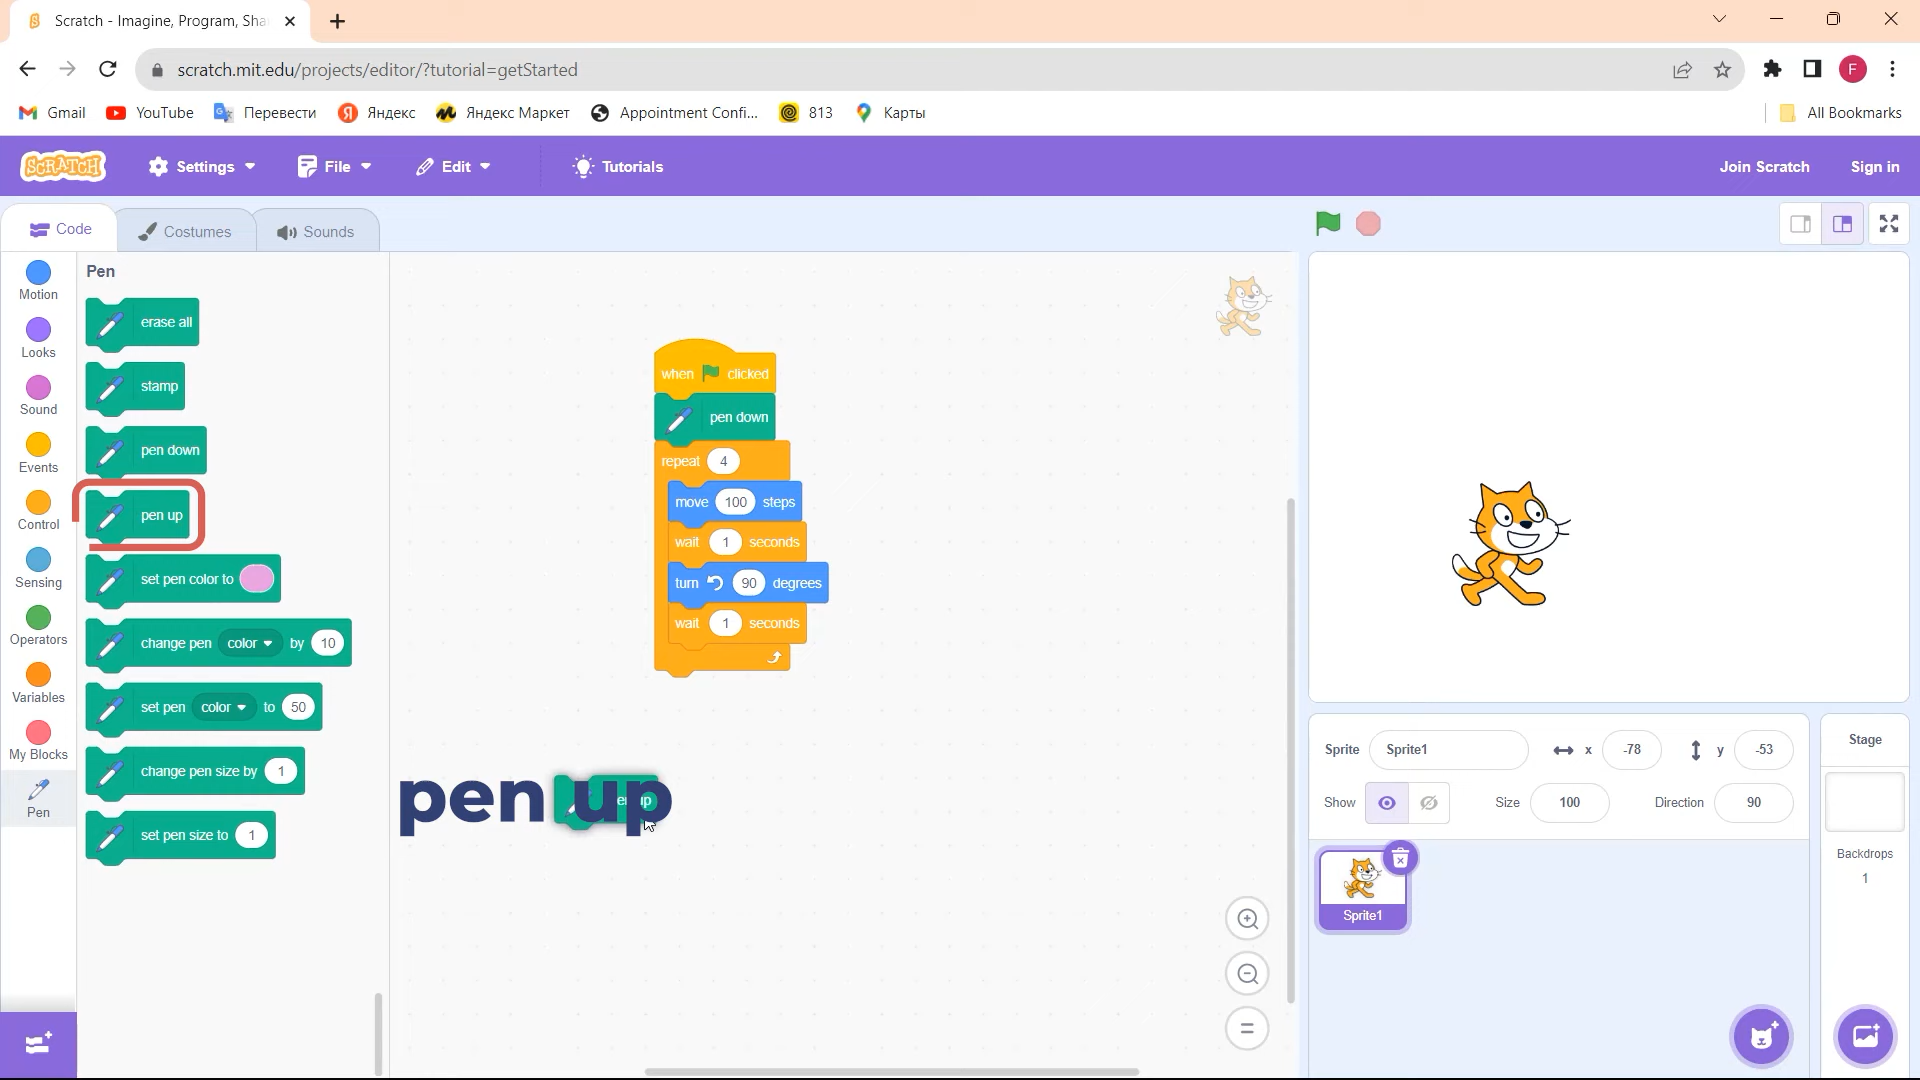 Scratch - Imagine, Program, Sha
scratch.mit.edu/projects/editor/?tutorial=getStarted
F
Gmail YouTube Перевести Яндекс Яндекс Маркет Appointment Confi... 813 Карты All Bookmarks
SCRATCH Settings File Edit Tutorials Join Scratch Sign in
Code Costumes Sounds
Motion
Looks
Sound
Events
Control
Sensing
Operators
Variables
My Blocks
Pen
Pen
erase all
stamp
pen down
pen up
set pen color to
change pen color by 10
set pen color to 50
change pen size by 1
set pen size to 1
when clicked
pen down
repeat 4
move 100 steps
wait 1 seconds
turn 90 degrees
wait 1 seconds
pen up
Sprite Sprite1 x -78 y -53
Show Size 100 Direction 90
Sprite1
Stage
Backdrops
1